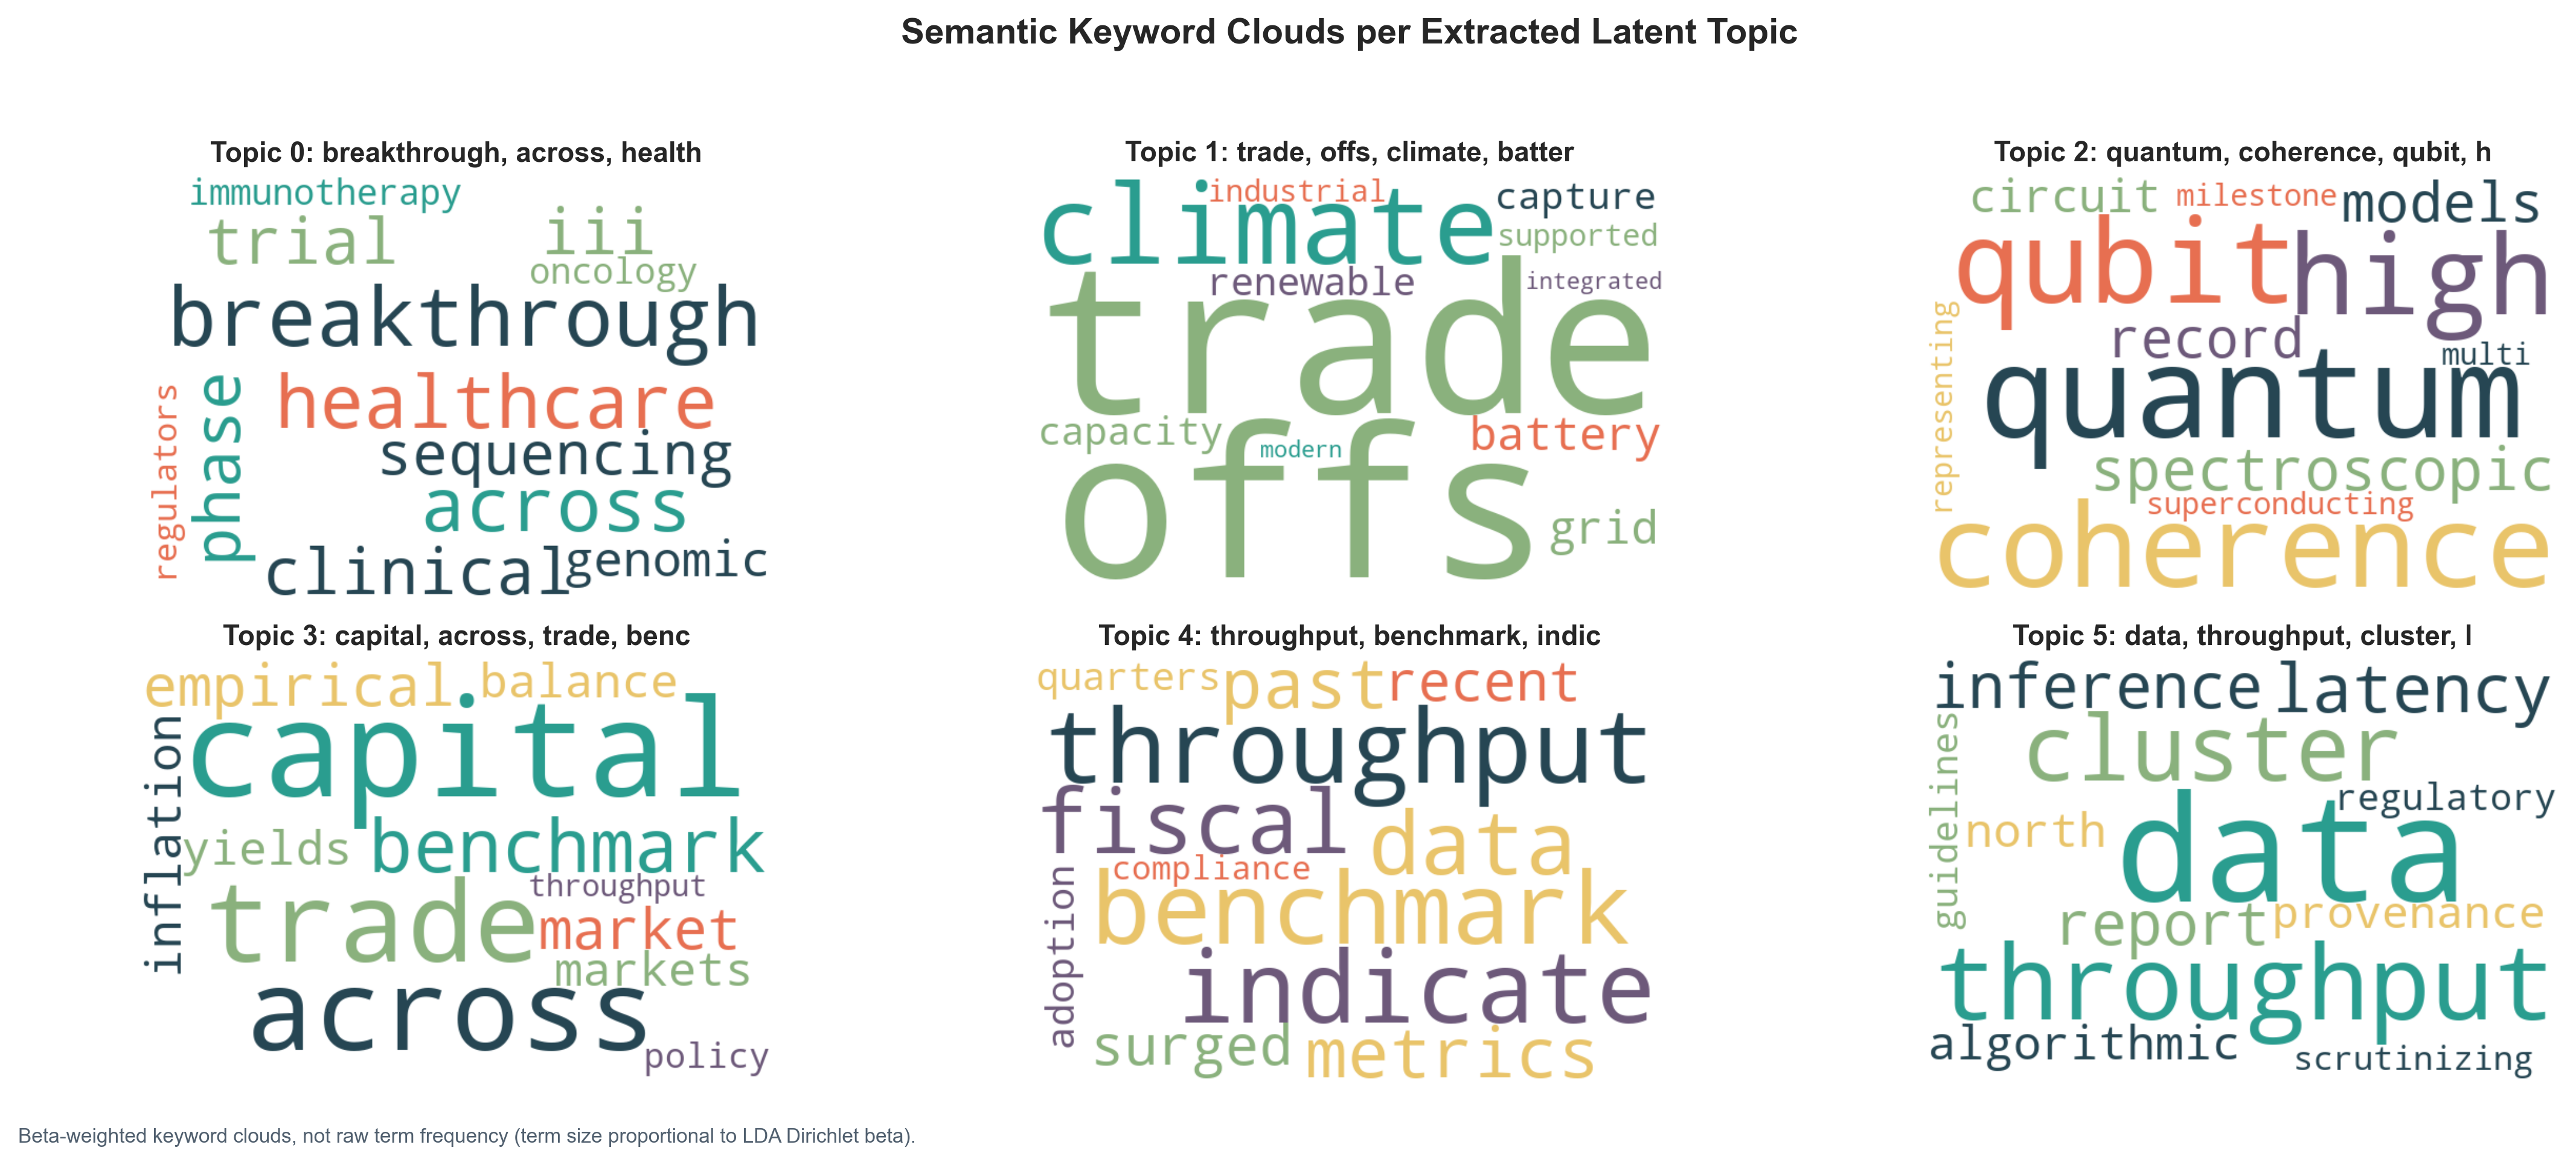 Semantic Keyword Clouds per Extracted Latent Topic
Topic 0: breakthrough, across, health
immunotherapy
trial
iii
oncology
breakthrough
healthcare
regulators
phase
sequencing
across
clinical
genomic
Topic 1: trade, offs, climate, batter
industrial
climate
capture
supported
renewable
integrated
trade
capacity
modern
battery
offs
grid
Topic 2: quantum, coherence, qubit, h
circuit
milestone
models
qubit
high
representing
record
multi
quantum
spectroscopic
superconducting
coherence
Topic 3: capital, across, trade, benc
empirical
balance
capital
inflation
yields
benchmark
throughput
trade
market
markets
across
policy
Topic 4: throughput, benchmark, indic
quarters
past
recent
throughput
fiscal
data
compliance
adoption
benchmark
indicate
surged
metrics
Topic 5: data, throughput, cluster, l
inference
latency
cluster
guidelines
regulatory
north
data
report
provenance
throughput
algorithmic
scrutinizing
Beta-weighted keyword clouds, not raw term frequency (term size proportional to LDA Dirichlet beta).